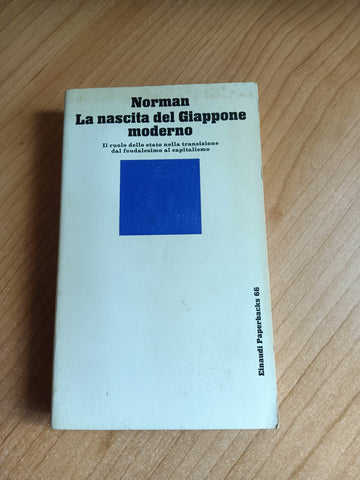 Norman
La nascita del Giappone
moderno
Il ruolo dello stato nella transizione
dal feudalesimo al capitalismo
Einaudi Paperbacks 66